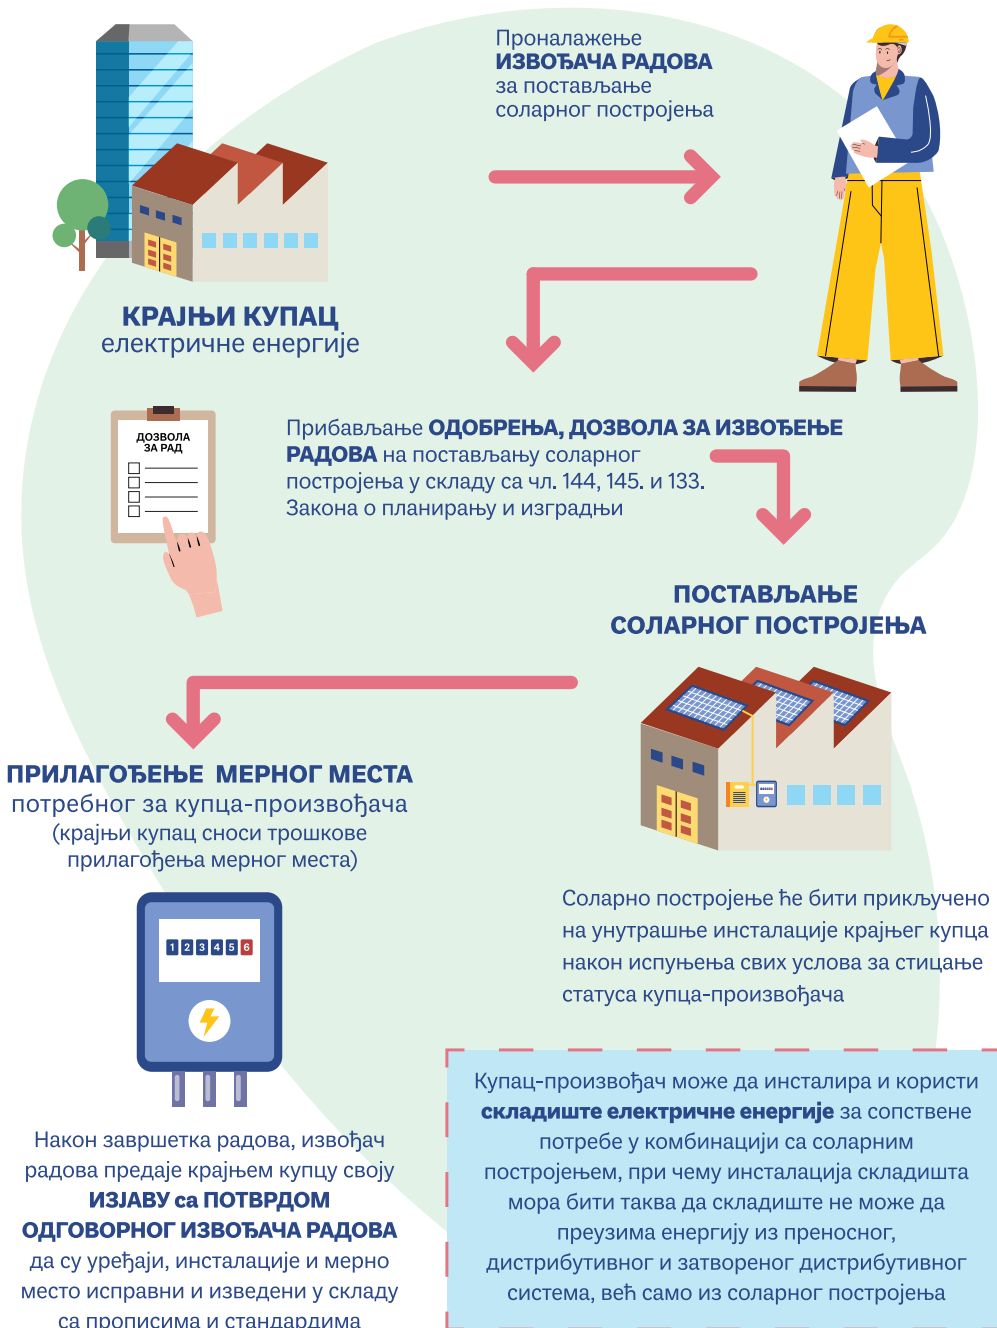 Проналажење
ИЗВОЂАЧА РАДОВА
за постављање
соларног постројења
КРАЈЊИ КУПАЦ
електричне енергије
ДОЗВОЛА
ЗА РАД
Прибављање ОДОБРЕЊА, ДОЗВОЛА ЗА ИЗВОЂЕЊЕ
РАДОВА на постављању соларног
постројења у складу са чл. 144, 145. и 133.
Закона о планирању и изградњи
ПОСТАВЉАЊЕ
СОЛАРНОГ ПОСТРОЈЕЊА
ПРИЛАГОЂЕЊЕ МЕРНОГ МЕСТА
потребног за купца-произвођача
(крајњи купац сноси трошкове
прилагођења мерног места)
1 2 3 4 5 6
Соларно постројење ће бити прикључено
на унутрашње инсталације крајњег купца
након испуњења свих услова за стицање
статуса купца-произвођача
Након завршетка радова, извођач
радова предаје крајњем купцу своју
ИЗЈАВУ са ПОТВРДОМ
ОДГОВОРНОГ ИЗВОЂАЧА РАДОВА
да су уређаји, инсталације и мерно
место исправни и изведени у складу
са прописима и стандардима
Купац-произвођач може да инсталира и користи
складиште електричне енергије за сопствене
потребе у комбинацији са соларним
постројењем, при чему инсталација складишта
мора бити таква да складиште не може да
преузима енергију из преносног,
дистрибутивног и затвореног дистрибутивног
система, већ само из соларног постројења